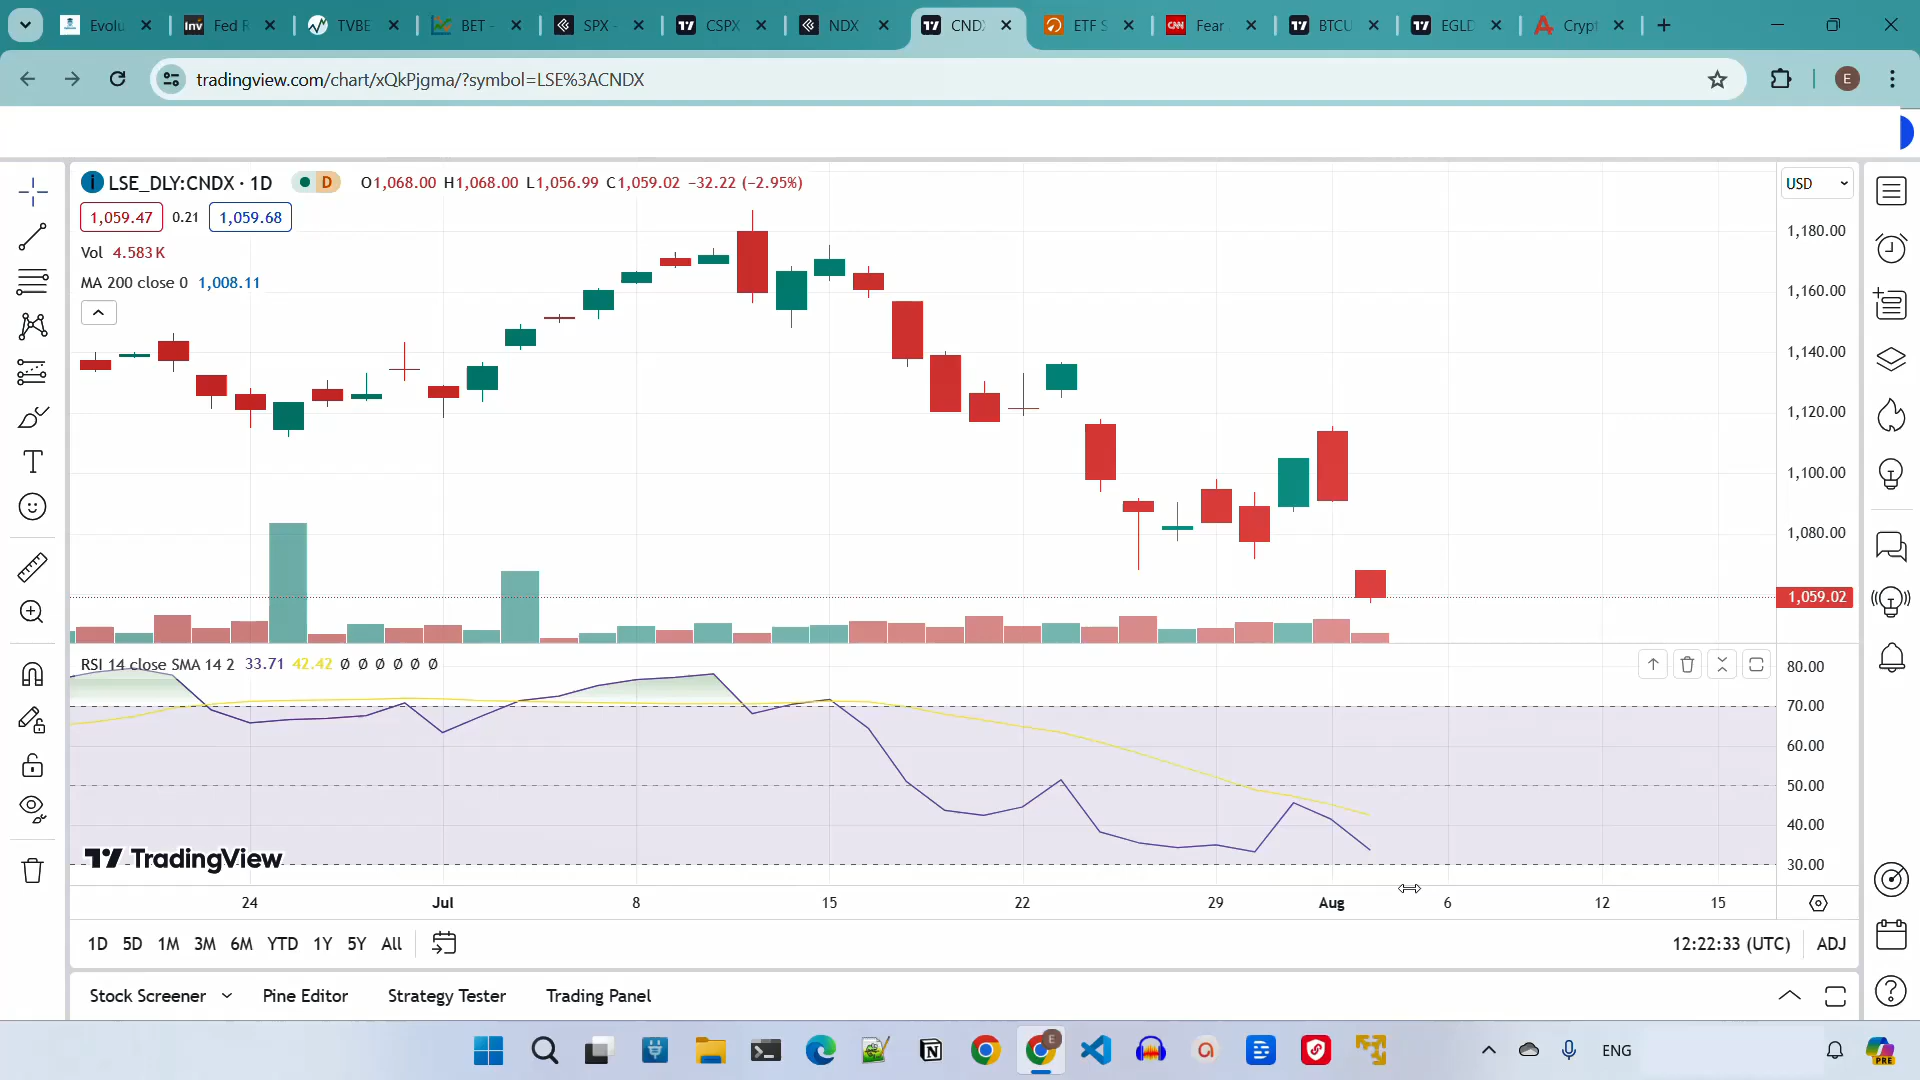 Evolu
Inv Fed R
TVBE
BET -
SPX -
CSPX
NDX
CNDX
ETF S
CNN Fear
BTCU
EGLD
Crypt
tradingview.com/chart/xQkPjgma/?symbol=LSE%3ACNDX
E
LSE_DLY:CNDX · 1D D O1,068.00 H1,068.00 L1,056.99 C1,059.02 −32.22 (−2.95%)
USD
1,059.47 0.21 1,059.68
Vol 4.583 K
MA 200 close 0 1,008.11
1,180.00
1,160.00
1,140.00
1,120.00
1,100.00
1,080.00
1,059.02
RSI 14 close SMA 14 2 33.71 42.42 Ø Ø Ø Ø Ø Ø
80.00
70.00
60.00
50.00
40.00
30.00
TradingView
24 Jul 8 15 22 29 Aug 6 12 15
1D 5D 1M 3M 6M YTD 1Y 5Y All
12:22:33 (UTC) ADJ
Stock Screener Pine Editor Strategy Tester Trading Panel
ENG
PRE